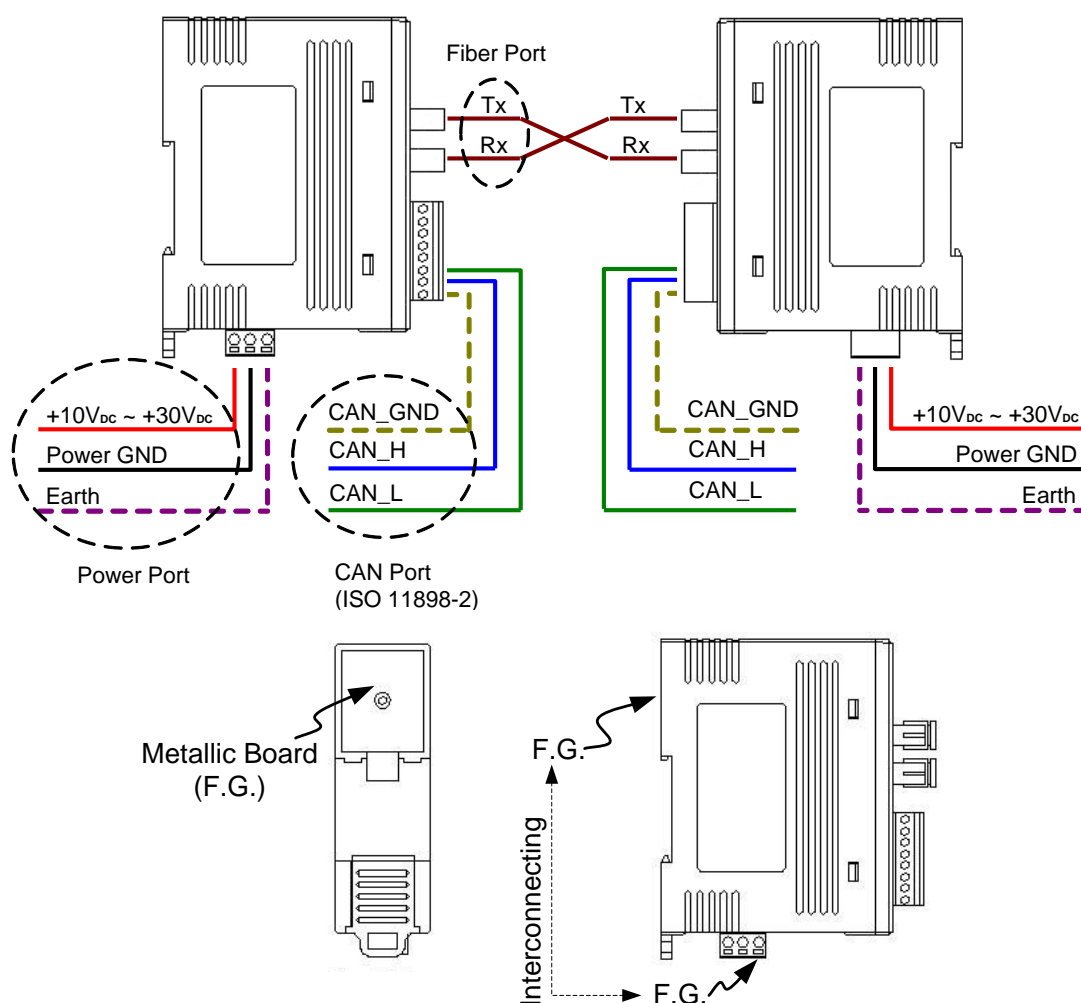 Fiber Port
Tx
Tx
Rx
Rx
+10VDC ~ +30VDC
Power GND
Earth
Power Port
CAN_GND
CAN_H
CAN_L
CAN Port
(ISO 11898-2)
CAN_GND
CAN_H
CAN_L
+10VDC ~ +30VDC
Power GND
Earth
Metallic Board
(F.G.)
F.G.
Interconnecting
F.G.